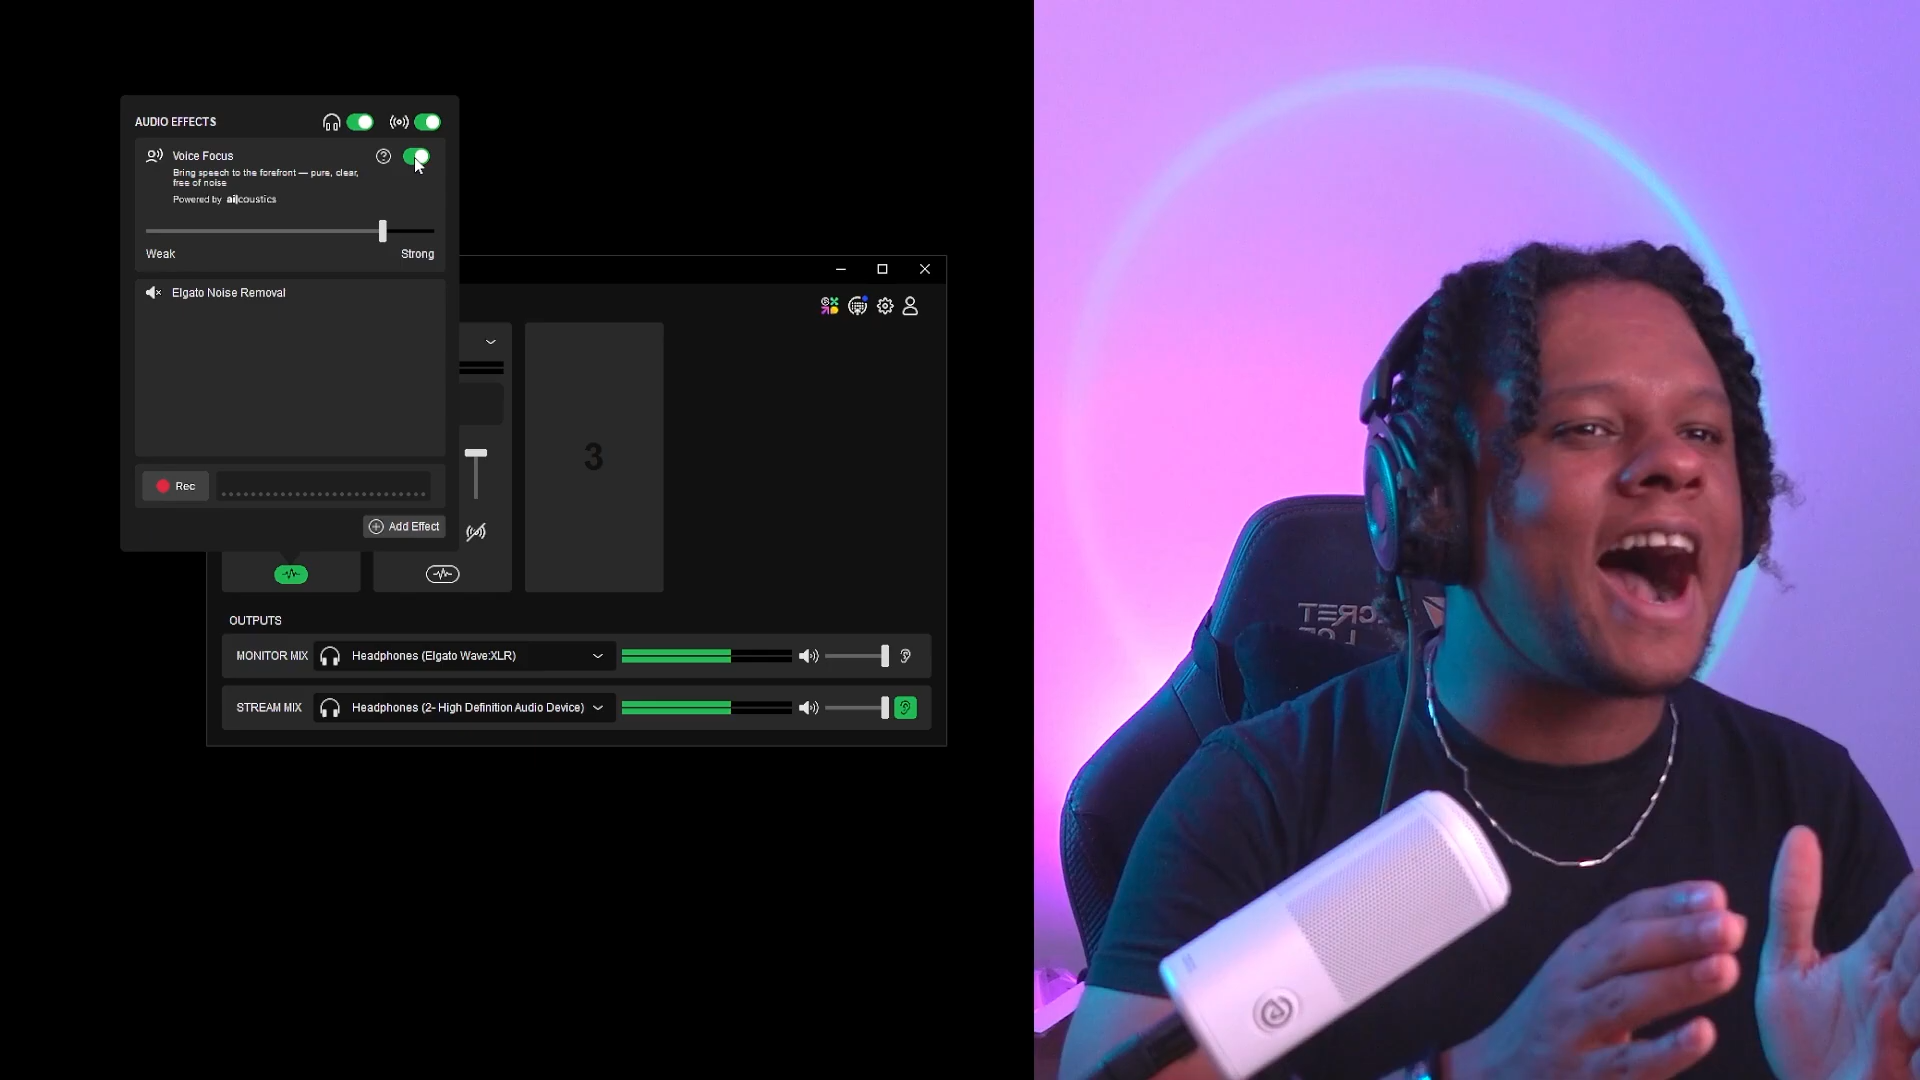 AUDIO EFFECTS
Voice Focus
Bring speech to the forefront — pure, clear,
free of noise
Powered by ai|coustics
Weak
Strong
Elgato Noise Removal
Rec
Add Effect
3
OUTPUTS
MONITOR MIX
Headphones (Elgato Wave:XLR)
STREAM MIX
Headphones (2- High Definition Audio Device)